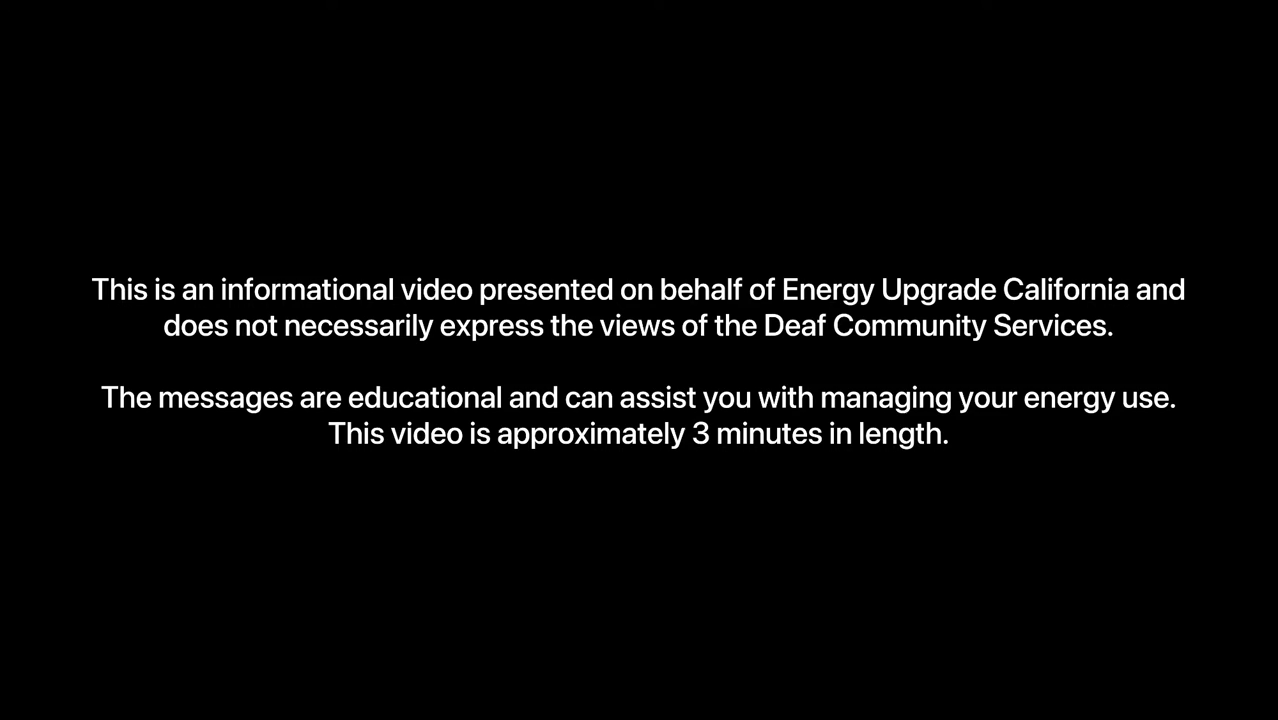 This is an informational video presented on behalf of Energy Upgrade California and
does not necessarily express the views of the Deaf Community Services.
The messages are educational and can assist you with managing your energy use.
This video is approximately 3 minutes in length.